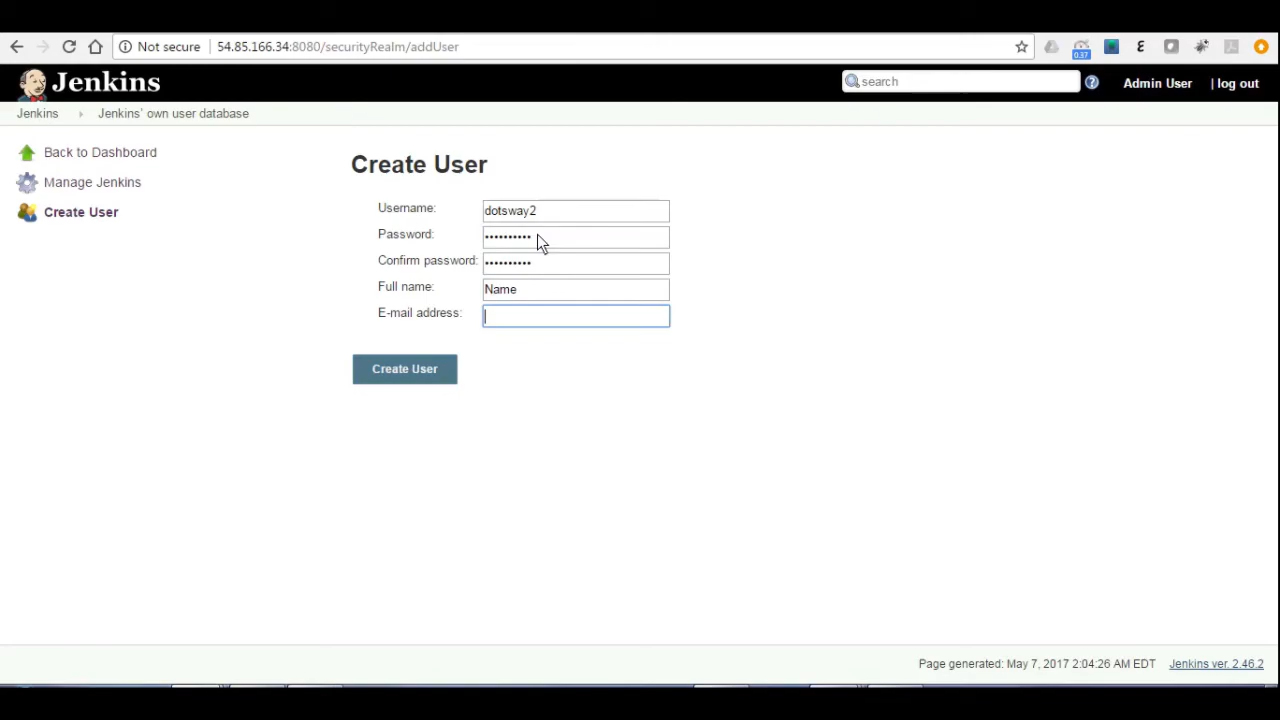 Not secure | 54.85.166.34:8080/securityRealm/addUser
0.37
Jenkins
search
Admin User
| log out
Jenkins
Jenkins' own user database
Back to Dashboard
Manage Jenkins
Create User
Create User
Username: dotsway2
Password: ••••••••••
Confirm password: ••••••••••
Full name: Name
E-mail address:
Create User
Page generated: May 7, 2017 2:04:26 AM EDT
Jenkins ver. 2.46.2